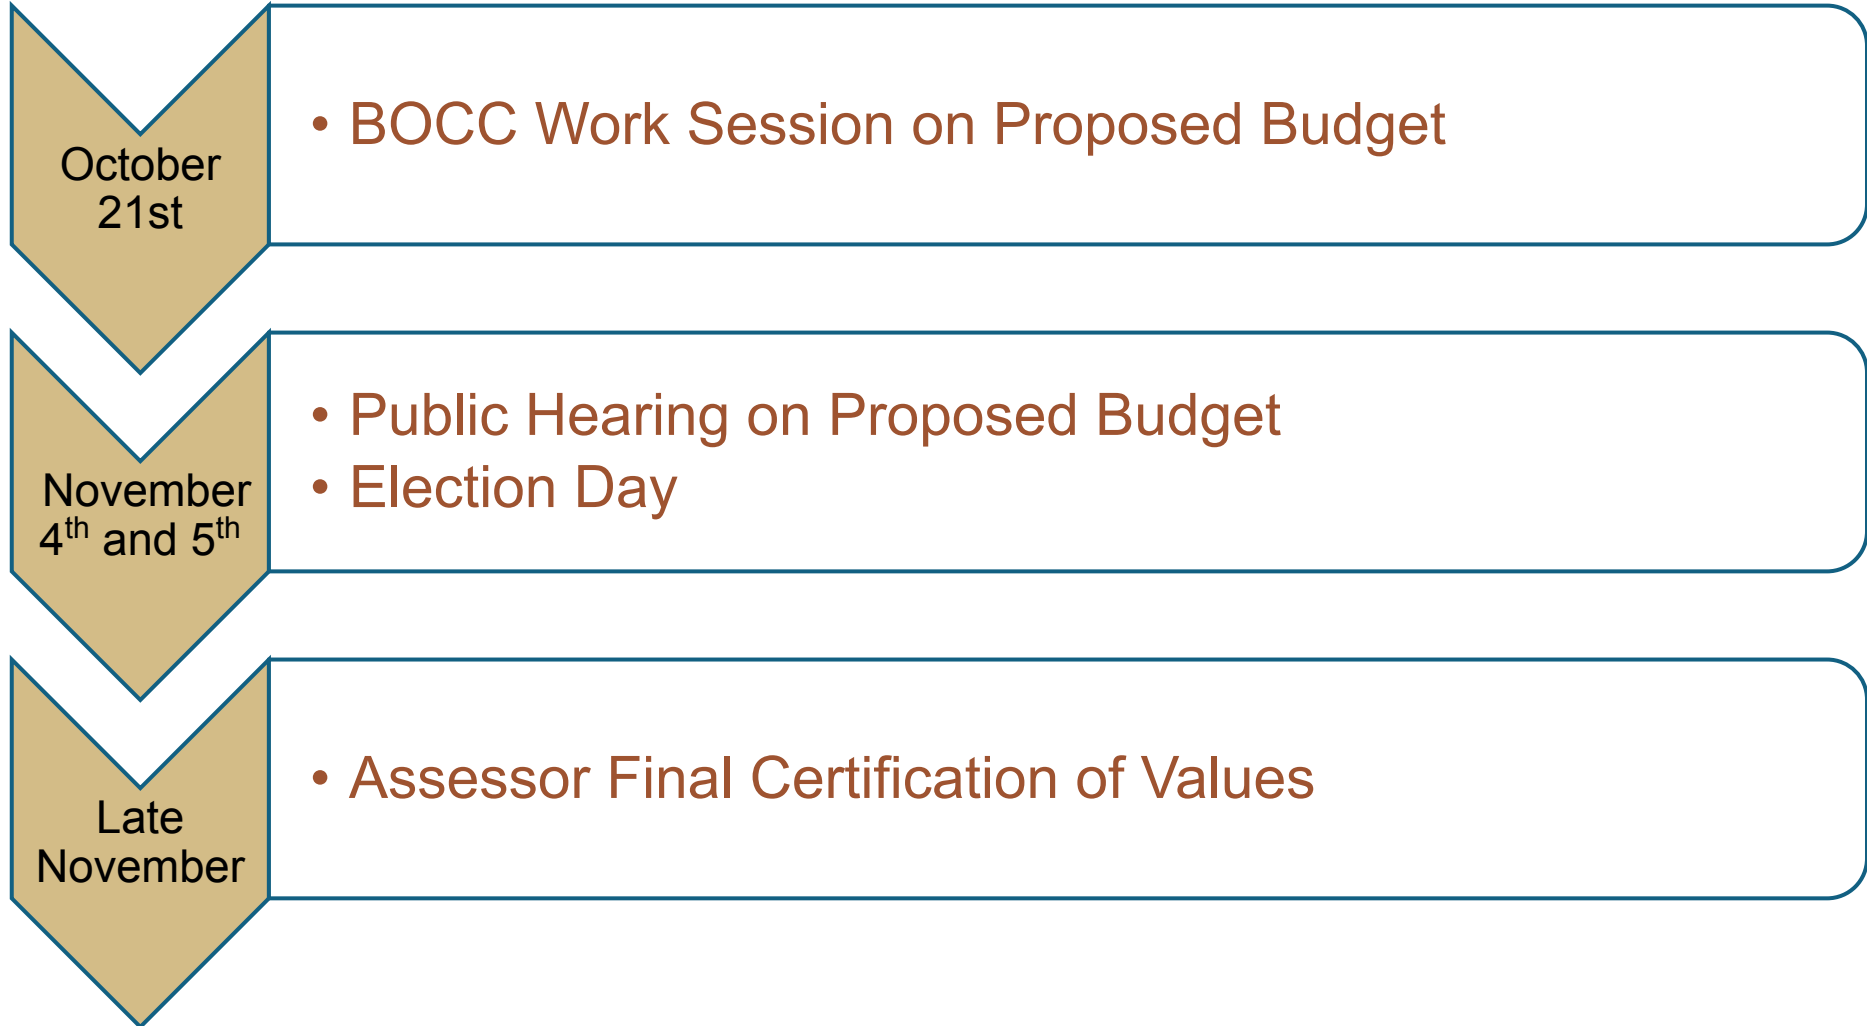 October
21st
• BOCC Work Session on Proposed Budget
November
4th and 5th
• Public Hearing on Proposed Budget
• Election Day
Late
November
• Assessor Final Certification of Values